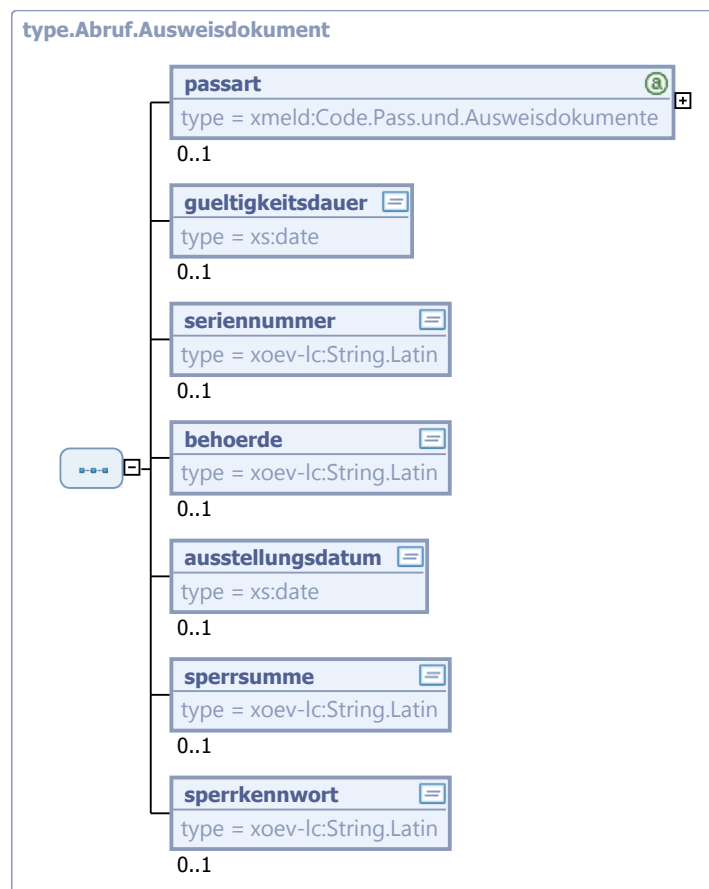 type.Abruf.Ausweisdokument
passart
type = xmeld:Code.Pass.und.Ausweisdokumente
0..1
gueltigkeitsdauer
type = xs:date
0..1
seriennummer
type = xoev-lc:String.Latin
0..1
behoerde
type = xoev-lc:String.Latin
0..1
ausstellungsdatum
type = xs:date
0..1
sperrsumme
type = xoev-lc:String.Latin
0..1
sperrkennwort
type = xoev-lc:String.Latin
0..1